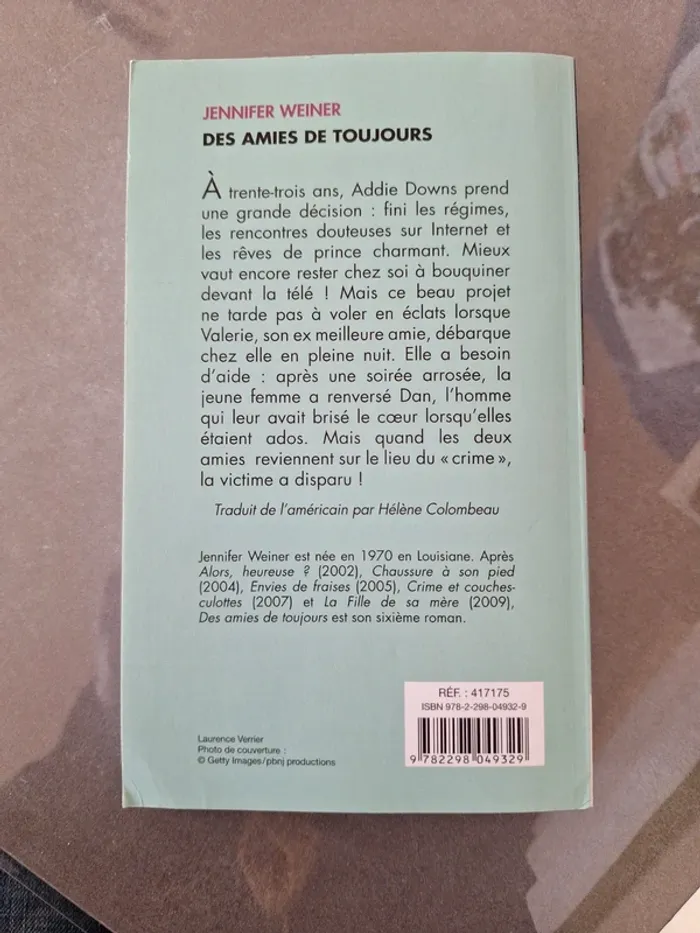 JENNIFER WEINER
DES AMIES DE TOUJOURS
À trente-trois ans, Addie Downs prend
une grande décision : fini les régimes,
les rencontres douteuses sur Internet et
les rêves de prince charmant. Mieux
vaut encore rester chez soi à bouquiner
devant la télé ! Mais ce beau projet
ne tarde pas à voler en éclats lorsque
Valerie, son ex meilleure amie, débarque
chez elle en pleine nuit. Elle a besoin
d'aide : après une soirée arrosée, la
jeune femme a renversé Dan, l'homme
qui leur avait brisé le cœur lorsqu'elles
étaient ados. Mais quand les deux
amies reviennent sur le lieu du « crime »,
la victime a disparu !
Traduit de l'américain par Hélène Colombeau
Jennifer Weiner est née en 1970 en Louisiane. Après
Alors, heureuse ? (2002), Chaussure à son pied
(2004), Envies de fraises (2005), Crime et couches-
culottes (2007) et La Fille de sa mère (2009),
Des amies de toujours est son sixième roman.
RÉF. : 417175
ISBN 978-2-298-04932-9
9 782298 049329
Laurence Verrier
Photo de couverture :
© Getty Images/pbnj productions